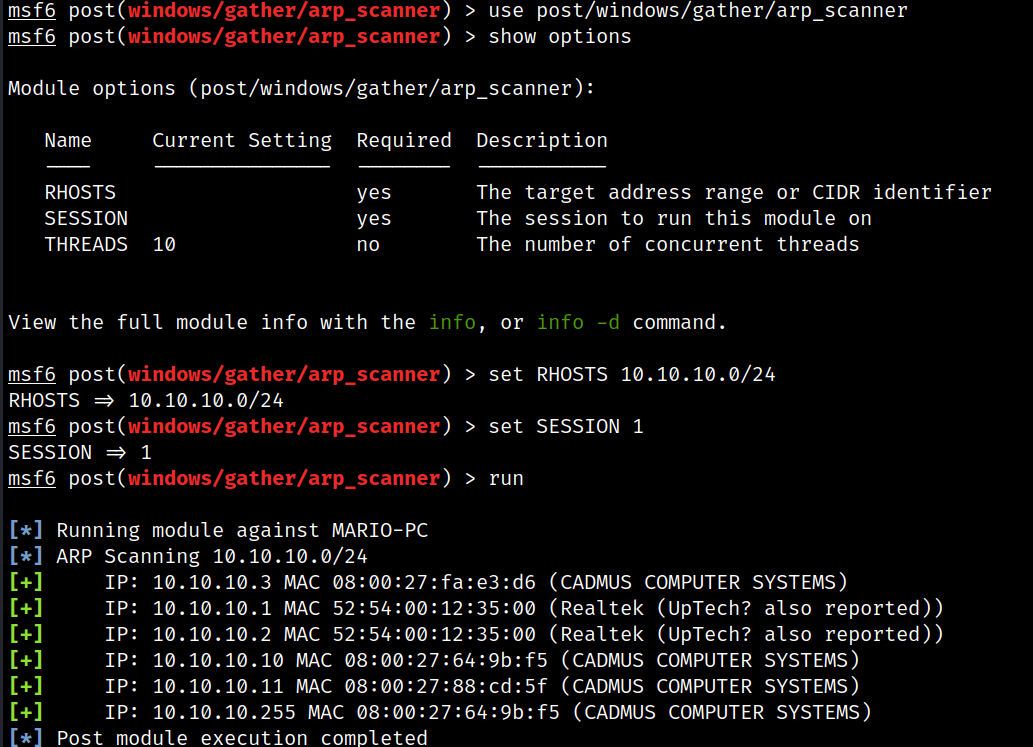 msf6 post(windows/gather/arp_scanner) > use post/windows/gather/arp_scanner
msf6 post(windows/gather/arp_scanner) > show options
Module options (post/windows/gather/arp_scanner):
Name Current Setting Required Description
RHOSTS yes The target address range or CIDR identifier
SESSION yes The session to run this module on
THREADS 10 no The number of concurrent threads
View the full module info with the info, or info -d command.
msf6 post(windows/gather/arp_scanner) > set RHOSTS 10.10.10.0/24
RHOSTS => 10.10.10.0/24
msf6 post(windows/gather/arp_scanner) > set SESSION 1
SESSION => 1
msf6 post(windows/gather/arp_scanner) > run
[*] Running module against MARIO-PC
[*] ARP Scanning 10.10.10.0/24
[+] IP: 10.10.10.3 MAC 08:00:27:fa:e3:d6 (CADMUS COMPUTER SYSTEMS)
[+] IP: 10.10.10.1 MAC 52:54:00:12:35:00 (Realtek (UpTech? also reported))
[+] IP: 10.10.10.2 MAC 52:54:00:12:35:00 (Realtek (UpTech? also reported))
[+] IP: 10.10.10.10 MAC 08:00:27:64:9b:f5 (CADMUS COMPUTER SYSTEMS)
[+] IP: 10.10.10.11 MAC 08:00:27:88:cd:5f (CADMUS COMPUTER SYSTEMS)
[+] IP: 10.10.10.255 MAC 08:00:27:64:9b:f5 (CADMUS COMPUTER SYSTEMS)
[*] Post module execution completed